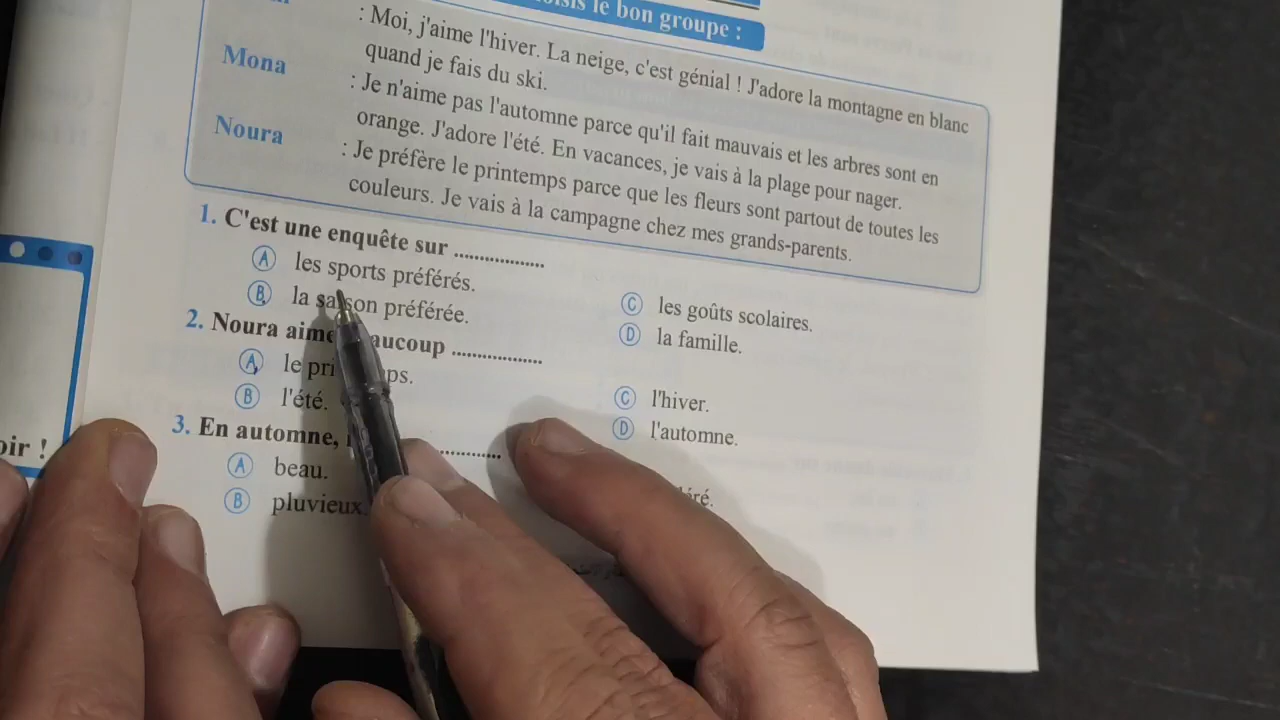 le bon groupe :
: Moi, j'aime l'hiver. La neige, c'est génial ! J'adore la montagne en blanc
quand je fais du ski.
Mona : Je n'aime pas l'automne parce qu'il fait mauvais et les arbres sont en
orange. J'adore l'été. En vacances, je vais à la plage pour nager.
Noura : Je préfère le printemps parce que les fleurs sont partout de toutes les
couleurs. Je vais à la campagne chez mes grands-parents.
1. C'est une enquête sur ..................
A les sports préférés.
B la saison préférée.
C les goûts scolaires.
D la famille.
2. Noura aime aucoup ..................
A le pri mps.
B l'été.
C l'hiver.
D l'automne.
3. En automne, ............
A beau.
B pluvieux.
éré.
oir !